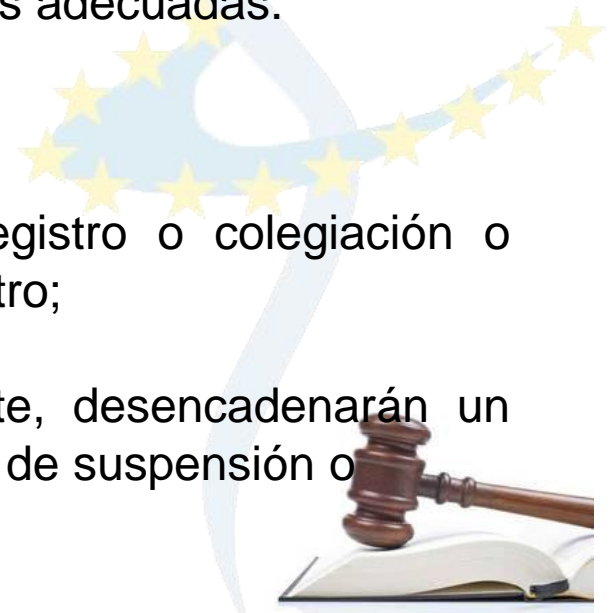 s adecuadas.
egistro o colegiación o
tro;
te, desencadenarán un
de suspensión o